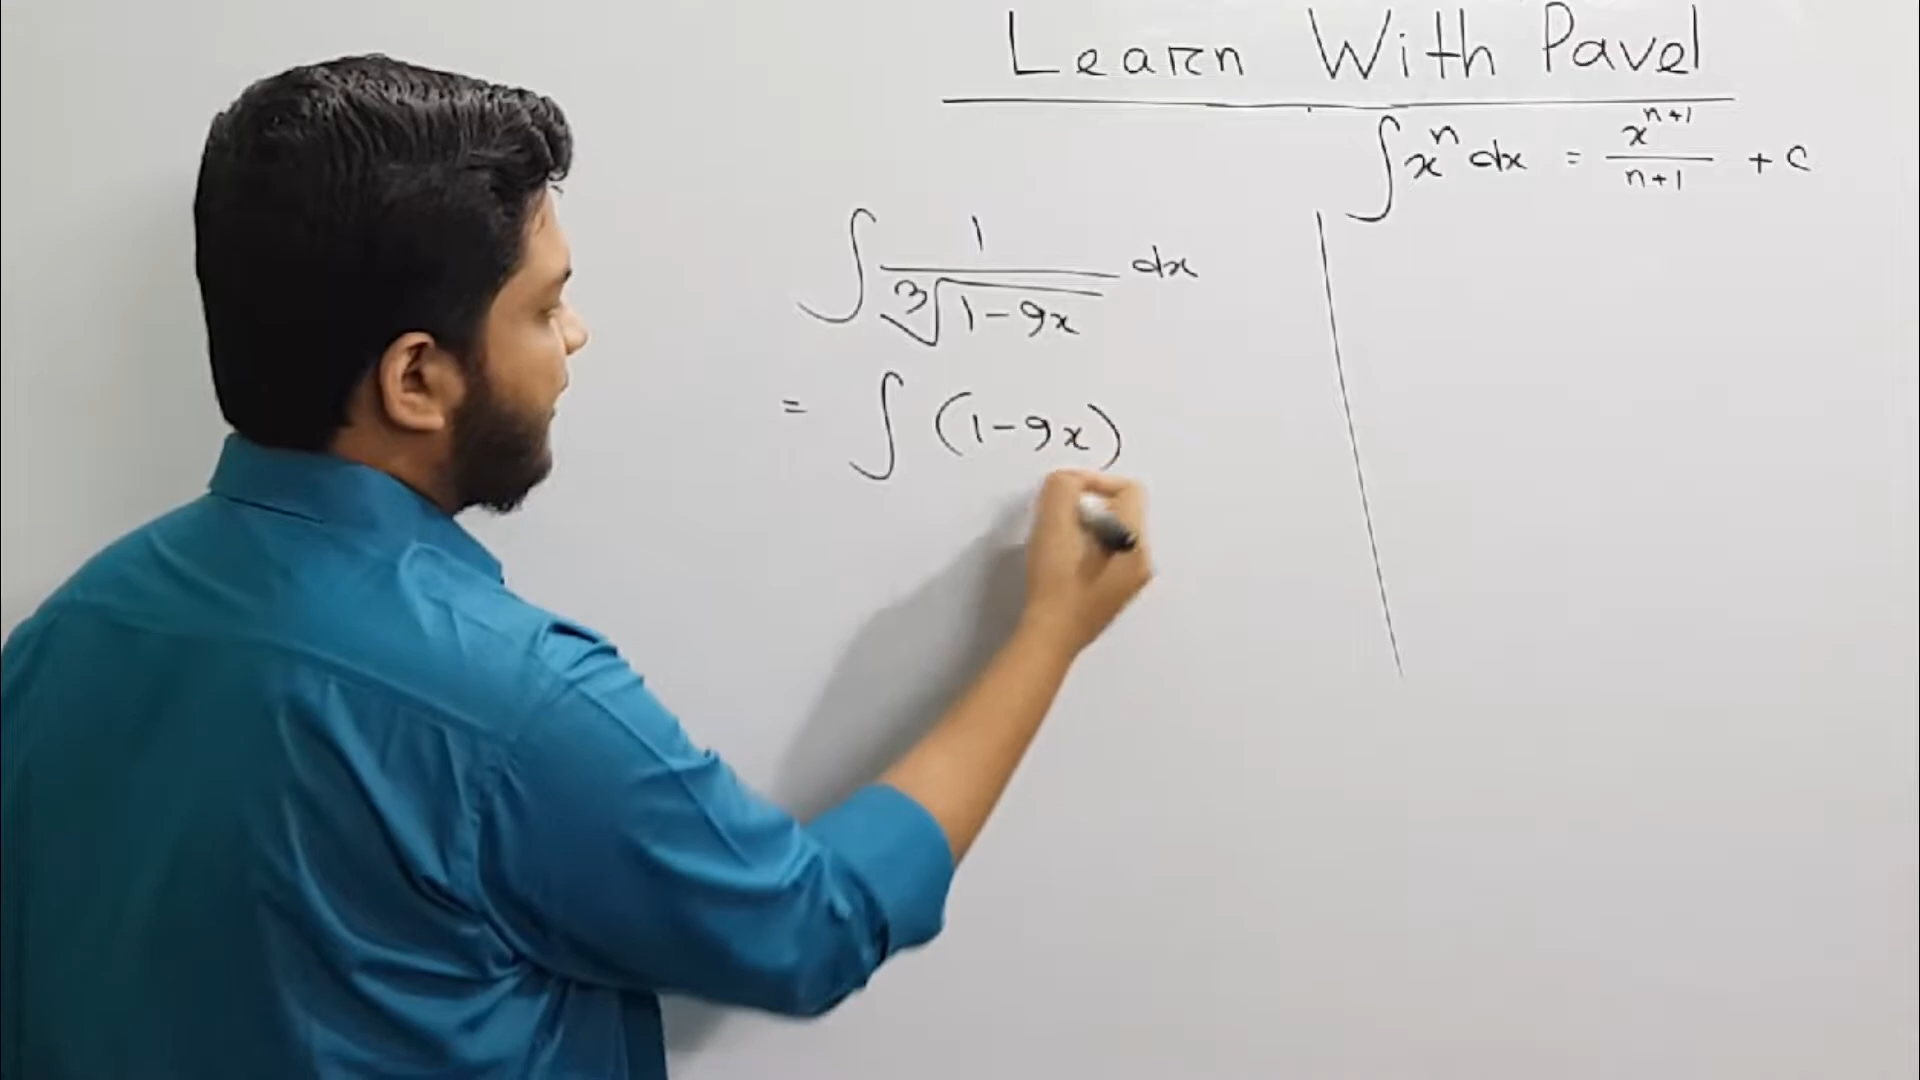 Learn With Pavel
∫xⁿ dx = xⁿ⁺¹/n+1 + c
∫ 1/∛(1-9x) dx
= ∫ (1-9x)